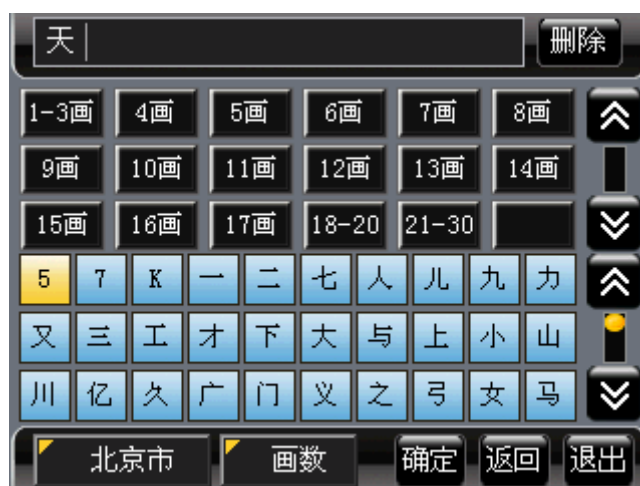 天 删除
1-3画 4画 5画 6画 7画 8画
9画 10画 11画 12画 13画 14画
15画 16画 17画 18-20 21-30
5 7 K 一 二 七 人 儿 九 力
又 三 工 才 下 大 与 上 小 山
川 亿 久 广 门 义 之 弓 女 马
北京市 画数 确定 返回 退出